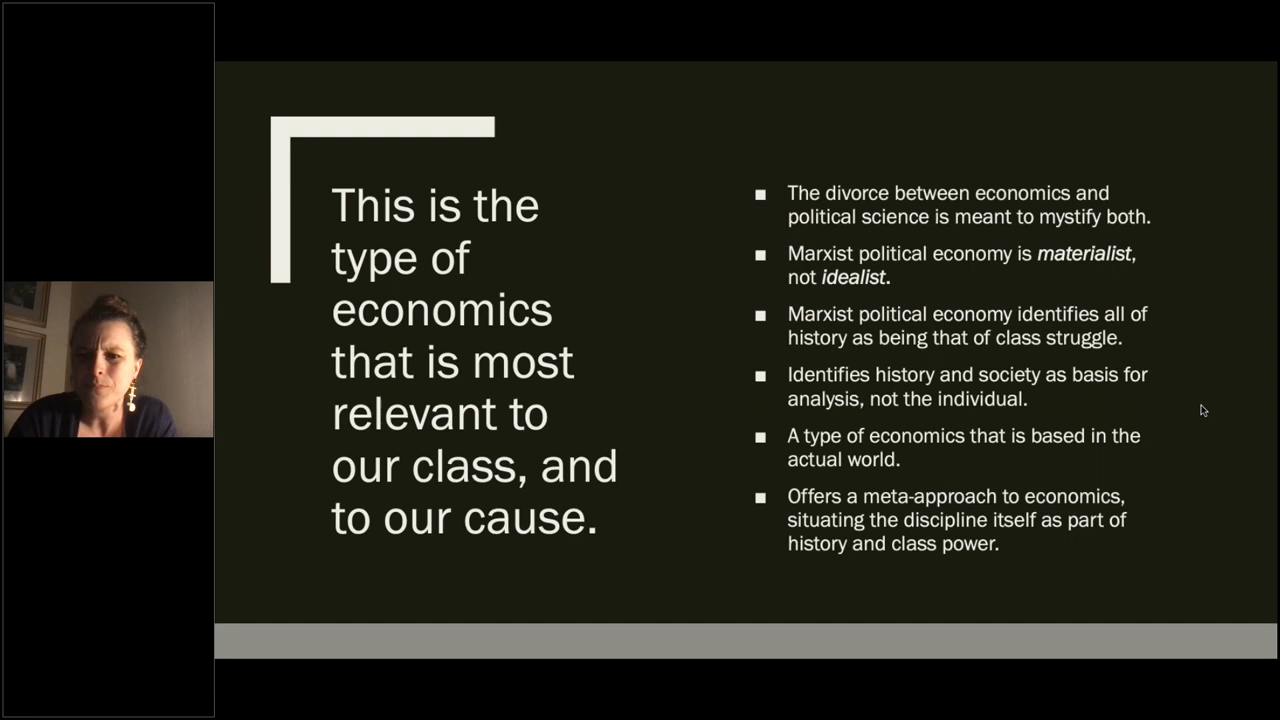 This is the
type of
economics
that is most
relevant to
our class, and
to our cause.
■ The divorce between economics and
political science is meant to mystify both.
■ Marxist political economy is materialist,
not idealist.
■ Marxist political economy identifies all of
history as being that of class struggle.
■ Identifies history and society as basis for
analysis, not the individual.
■ A type of economics that is based in the
actual world.
■ Offers a meta-approach to economics,
situating the discipline itself as part of
history and class power.